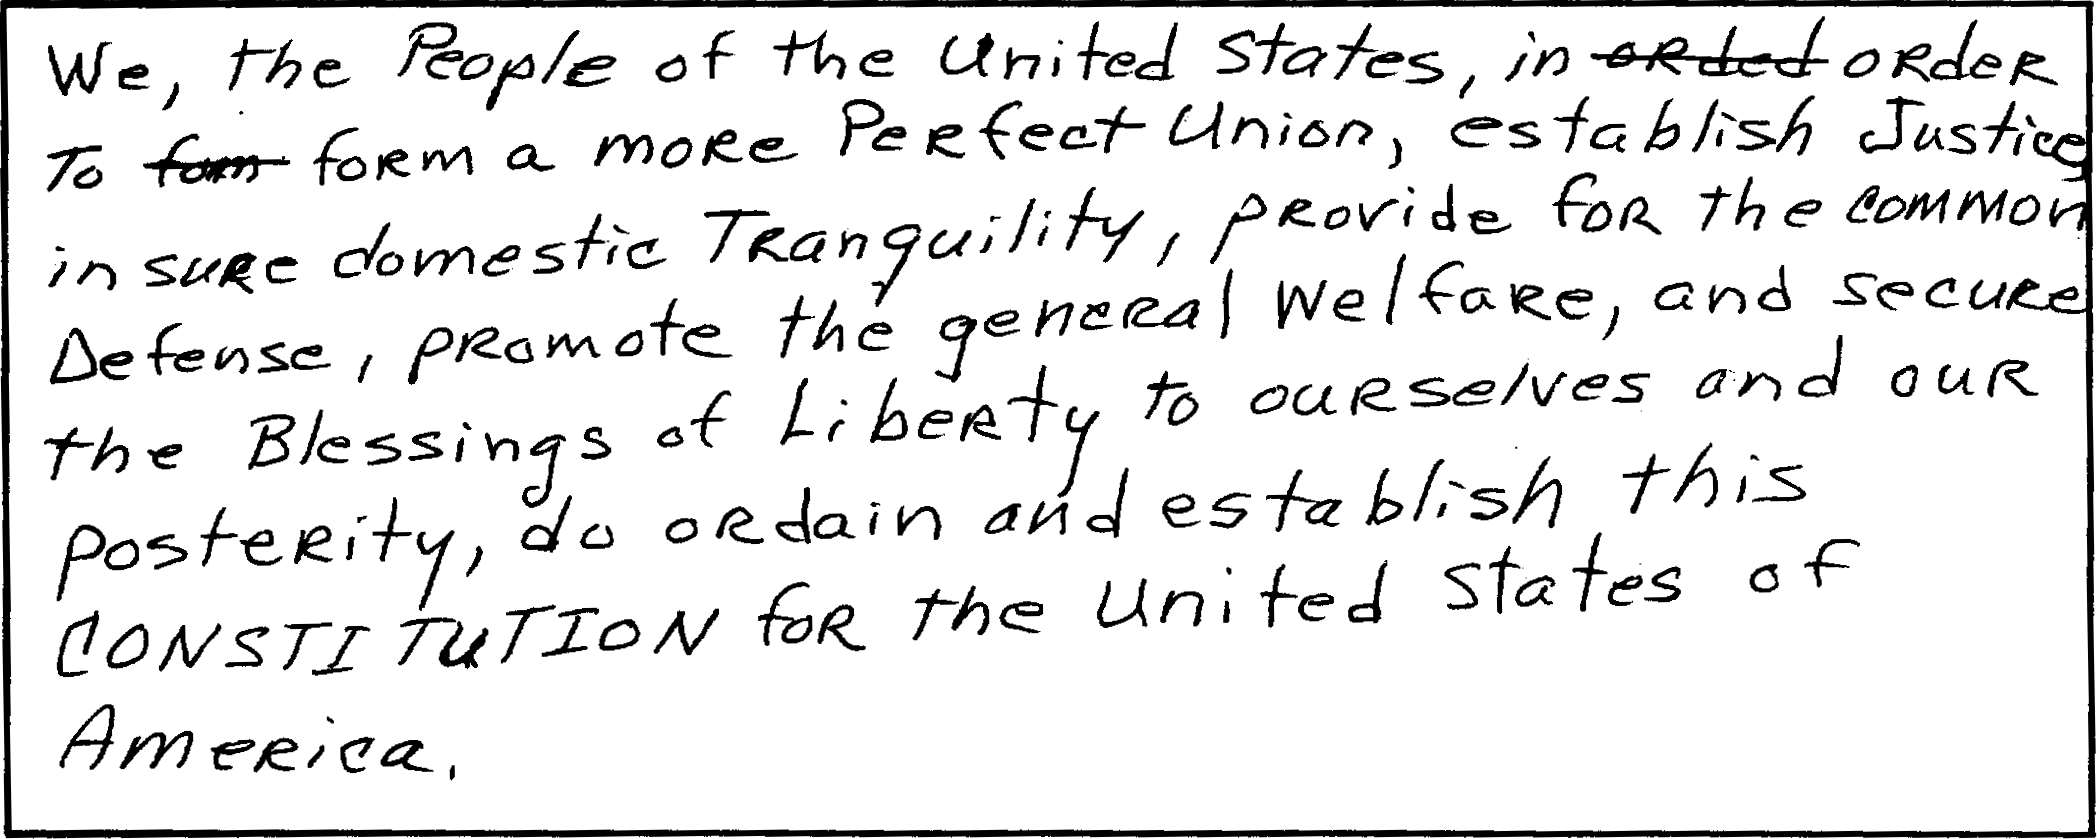 We, the People of the United States, in ~~orded~~ order
To ~~fom~~ form a more Perfect Union, establish Justice,
insure domestic Tranquility, provide for the common
Defense, promote the general Welfare, and secure
the Blessings of Liberty to ourselves and our
posterity, do ordain and establish this
CONSTITUTION for the United States of
America.